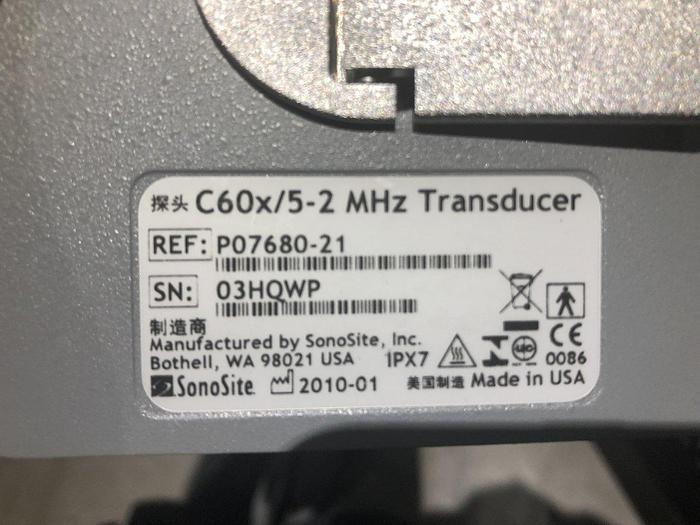 探头 C60x/5-2 MHz Transducer
REF: P07680-21
SN: 03HQWP
制造商
Manufactured by SonoSite, Inc.
Bothell, WA 98021 USA IPX7
0086
SonoSite 2010-01 美国制造 Made in USA